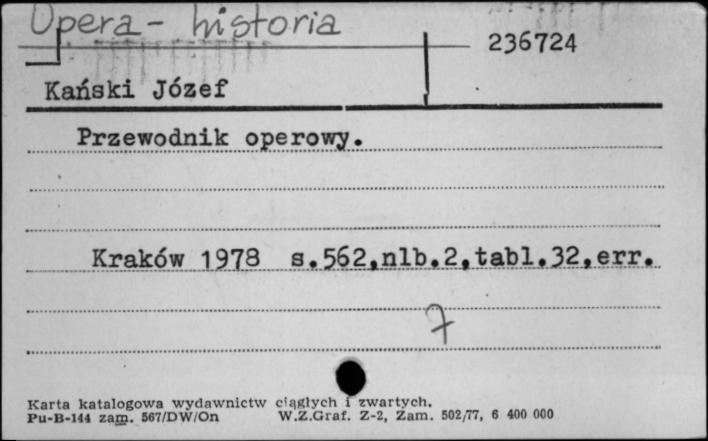 Opera - historia
236724
Kański Józef
Przewodnik operowy.
Kraków 1978 s.562,nlb.2,tabl.32,err.
7
Karta katalogowa wydawnictw ciągłych i zwartych.
Pu-B-144 zam. 567/DW/On W.Z.Graf. Z-2, Zam. 502/77, 6 400 000